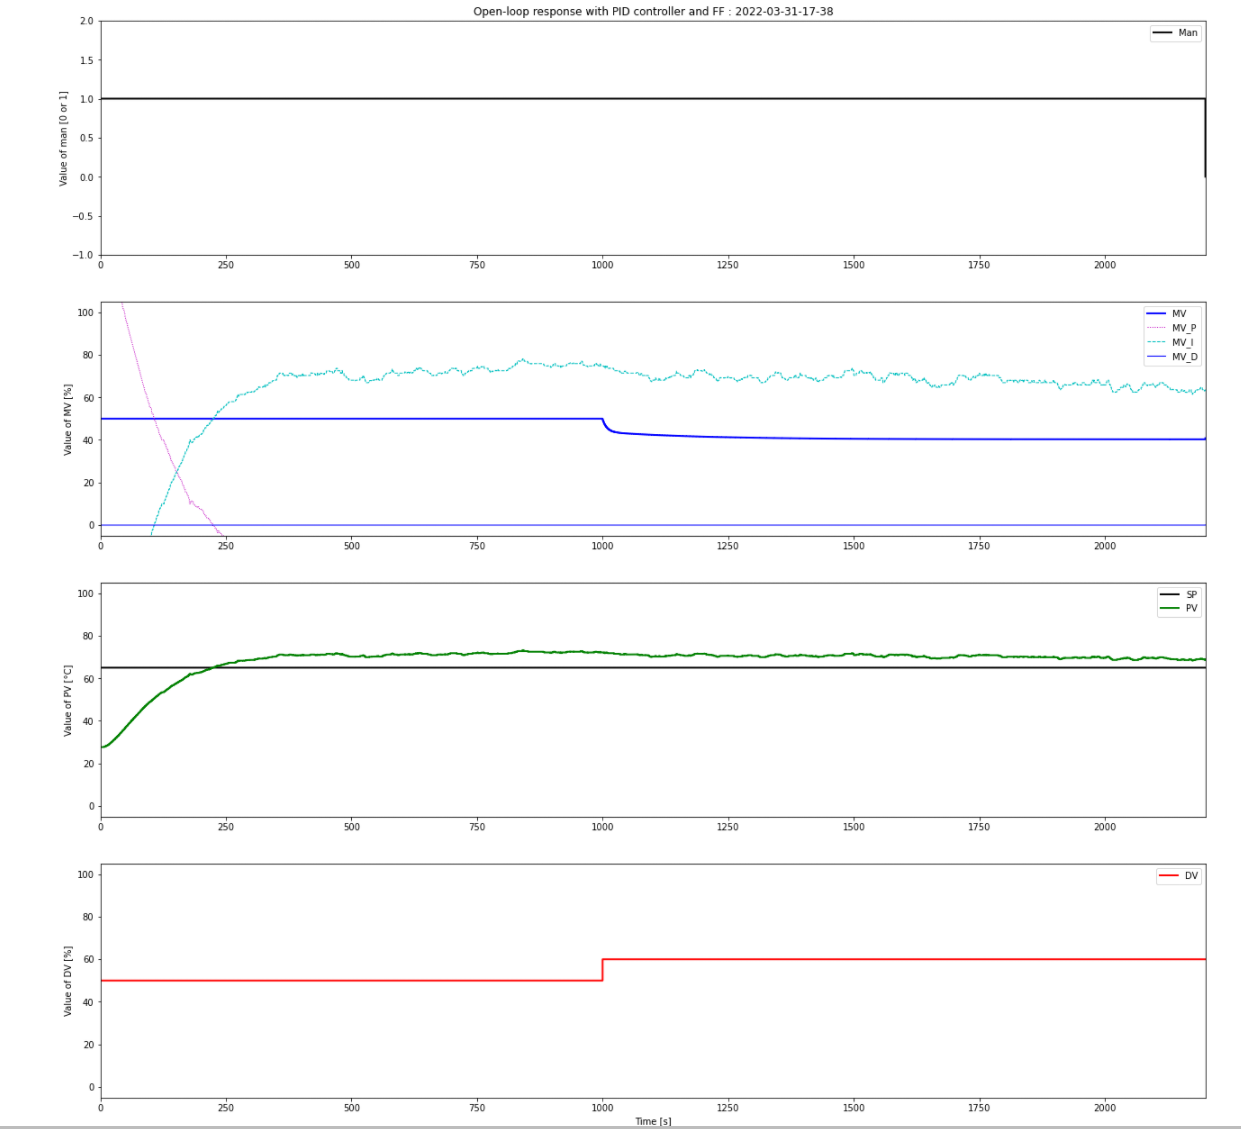 Open-loop response with PID controller and FF : 2022-03-31-17-38
Value of man [0 or 1]
2.0
1.5
1.0
0.5
0.0
−0.5
−1.0
Man
0 250 500 750 1000 1250 1500 1750 2000
Value of MV [%]
100
80
60
40
20
0
MV
MV_P
MV_I
MV_D
0 250 500 750 1000 1250 1500 1750 2000
Value of PV [°C]
100
80
60
40
20
0
SP
PV
0 250 500 750 1000 1250 1500 1750 2000
Value of DV [%]
100
80
60
40
20
0
DV
0 250 500 750 1000 1250 1500 1750 2000
Time [s]